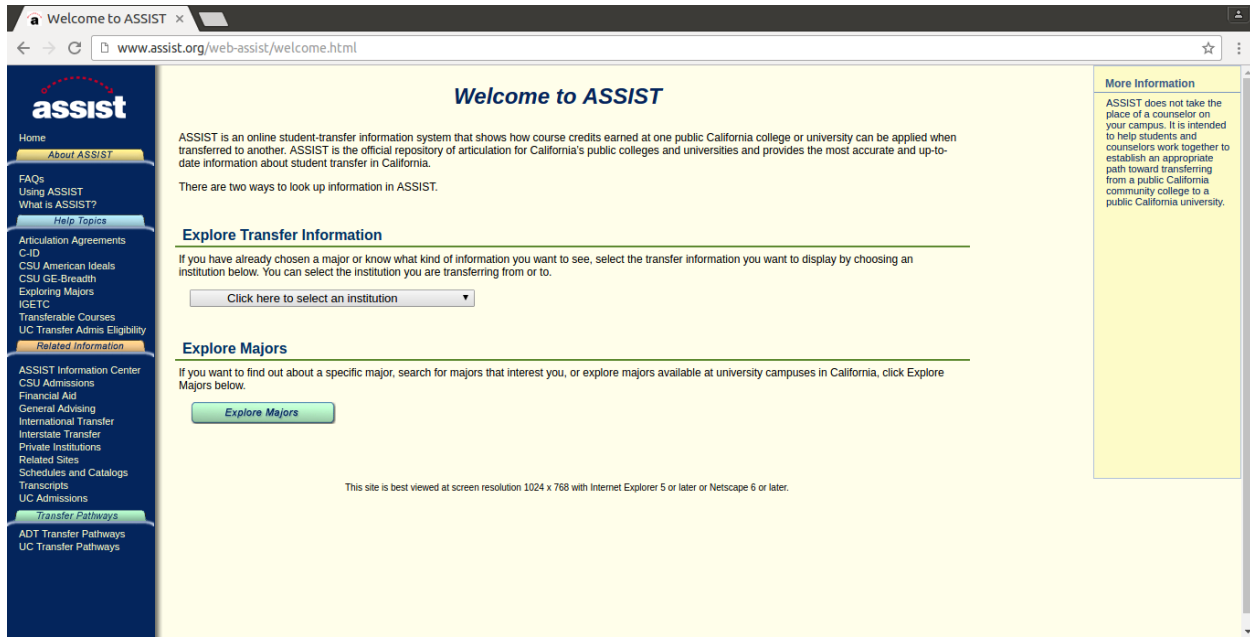 Welcome to ASSIST
www.assist.org/web-assist/welcome.html
assist
Home
About ASSIST
FAQs
Using ASSIST
What is ASSIST?
Help Topics
Articulation Agreements
C-ID
CSU American Ideals
CSU GE-Breadth
Exploring Majors
IGETC
Transferable Courses
UC Transfer Admis Eligibility
Related Information
ASSIST Information Center
CSU Admissions
Financial Aid
General Advising
International Transfer
Interstate Transfer
Private Institutions
Related Sites
Schedules and Catalogs
Transcripts
UC Admissions
Transfer Pathways
ADT Transfer Pathways
UC Transfer Pathways
Welcome to ASSIST
ASSIST is an online student-transfer information system that shows how course credits earned at one public California college or university can be applied when
transferred to another. ASSIST is the official repository of articulation for California's public colleges and universities and provides the most accurate and up-to-
date information about student transfer in California.
There are two ways to look up information in ASSIST.
Explore Transfer Information
If you have already chosen a major or know what kind of information you want to see, select the transfer information you want to display by choosing an
institution below. You can select the institution you are transferring from or to.
Click here to select an institution
Explore Majors
If you want to find out about a specific major, search for majors that interest you, or explore majors available at university campuses in California, click Explore
Majors below.
Explore Majors
This site is best viewed at screen resolution 1024 x 768 with Internet Explorer 5 or later or Netscape 6 or later.
More Information
ASSIST does not take the
place of a counselor on
your campus. It is intended
to help students and
counselors work together to
establish an appropriate
path toward transferring
from a public California
community college to a
public California university.